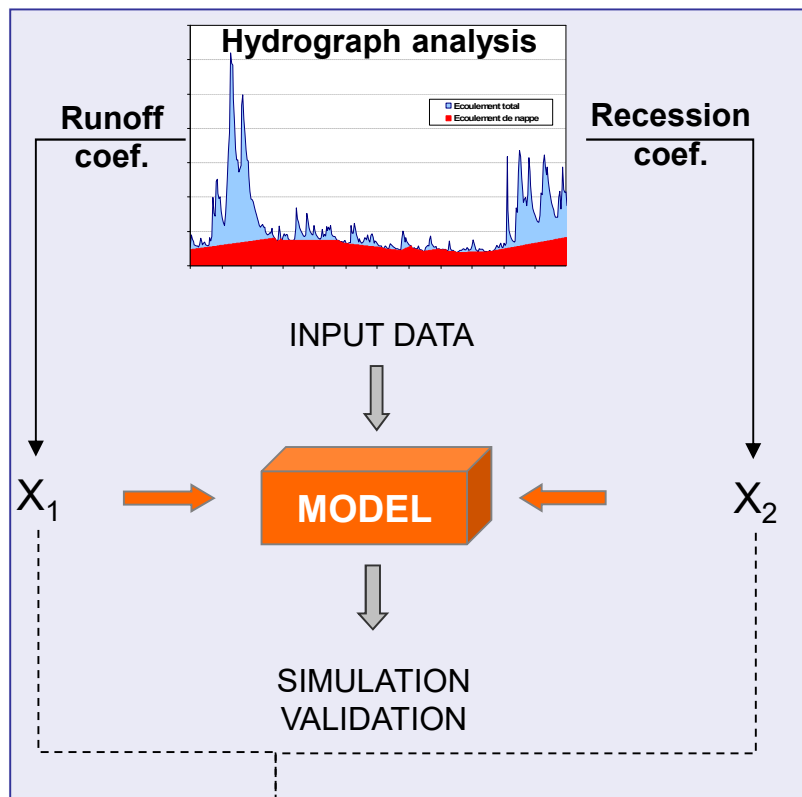 Hydrograph analysis
Ecoulement total
Ecoulement de nappe
Runoff
coef.
Recession
coef.
INPUT DATA
X₁
MODEL
X₂
SIMULATION
VALIDATION